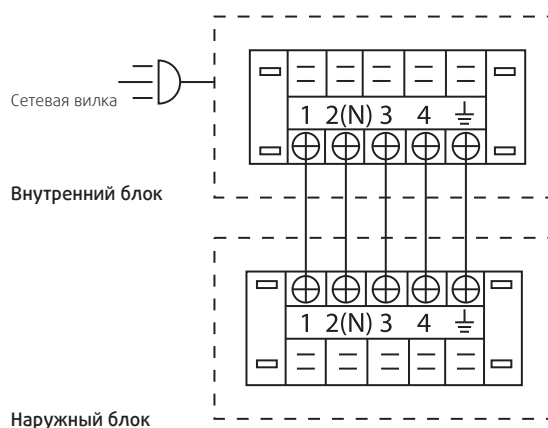 1 2(N) 3 4 ⏚
Сетевая вилка
Внутренний блок
1 2(N) 3 4 ⏚
Наружный блок